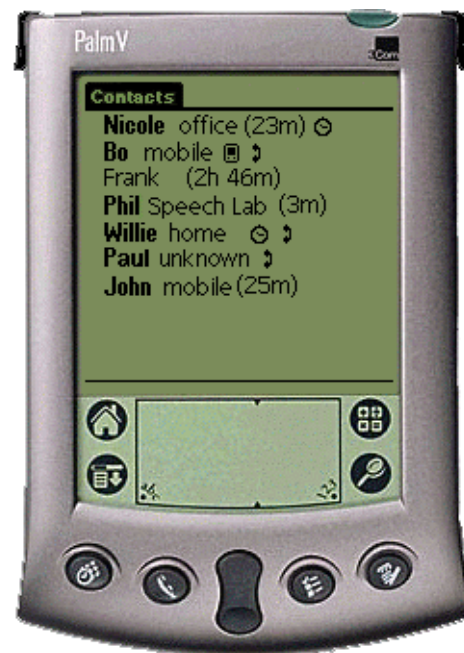 PalmV
3Com
Contacts
Nicole office (23m)
Bo mobile
Frank (2h 46m)
Phil Speech Lab (3m)
Willie home
Paul unknown
John mobile (25m)